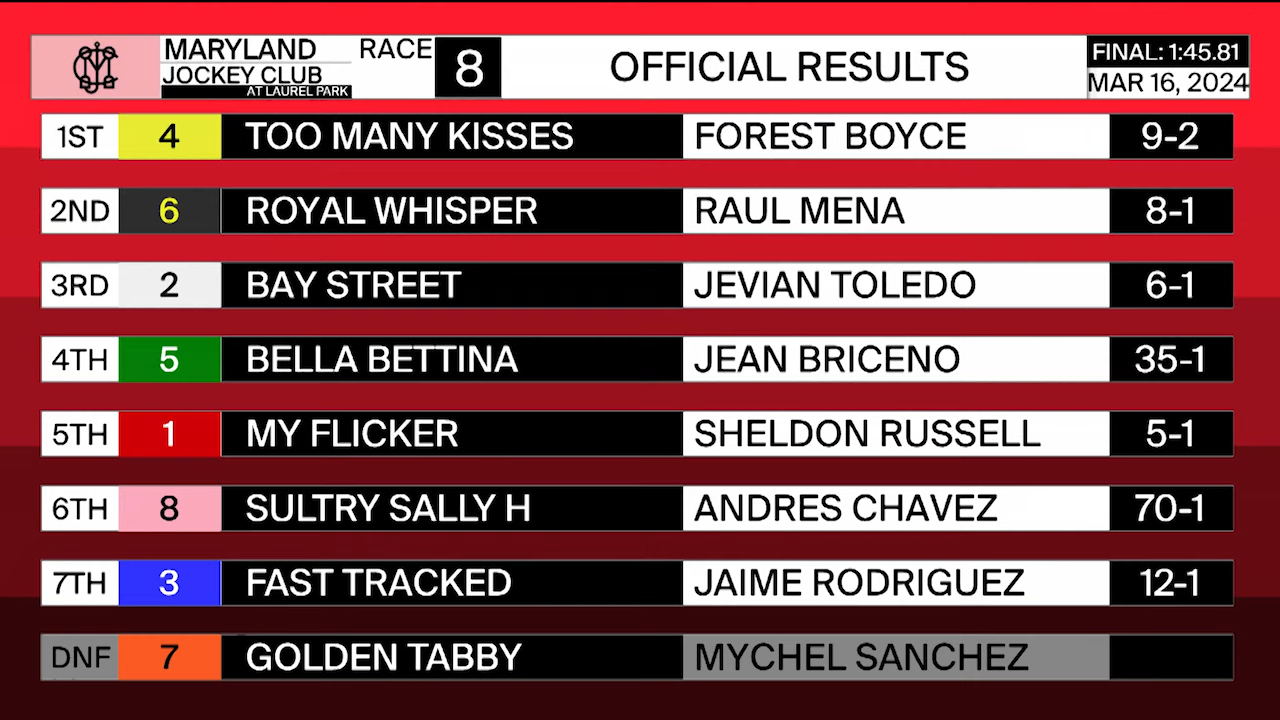 MARYLAND
JOCKEY CLUB
AT LAUREL PARK
RACE 8
OFFICIAL RESULTS
FINAL: 1:45.81
MAR 16, 2024
1ST 4 TOO MANY KISSES FOREST BOYCE 9-2
2ND 6 ROYAL WHISPER RAUL MENA 8-1
3RD 2 BAY STREET JEVIAN TOLEDO 6-1
4TH 5 BELLA BETTINA JEAN BRICENO 35-1
5TH 1 MY FLICKER SHELDON RUSSELL 5-1
6TH 8 SULTRY SALLY H ANDRES CHAVEZ 70-1
7TH 3 FAST TRACKED JAIME RODRIGUEZ 12-1
DNF 7 GOLDEN TABBY MYCHEL SANCHEZ